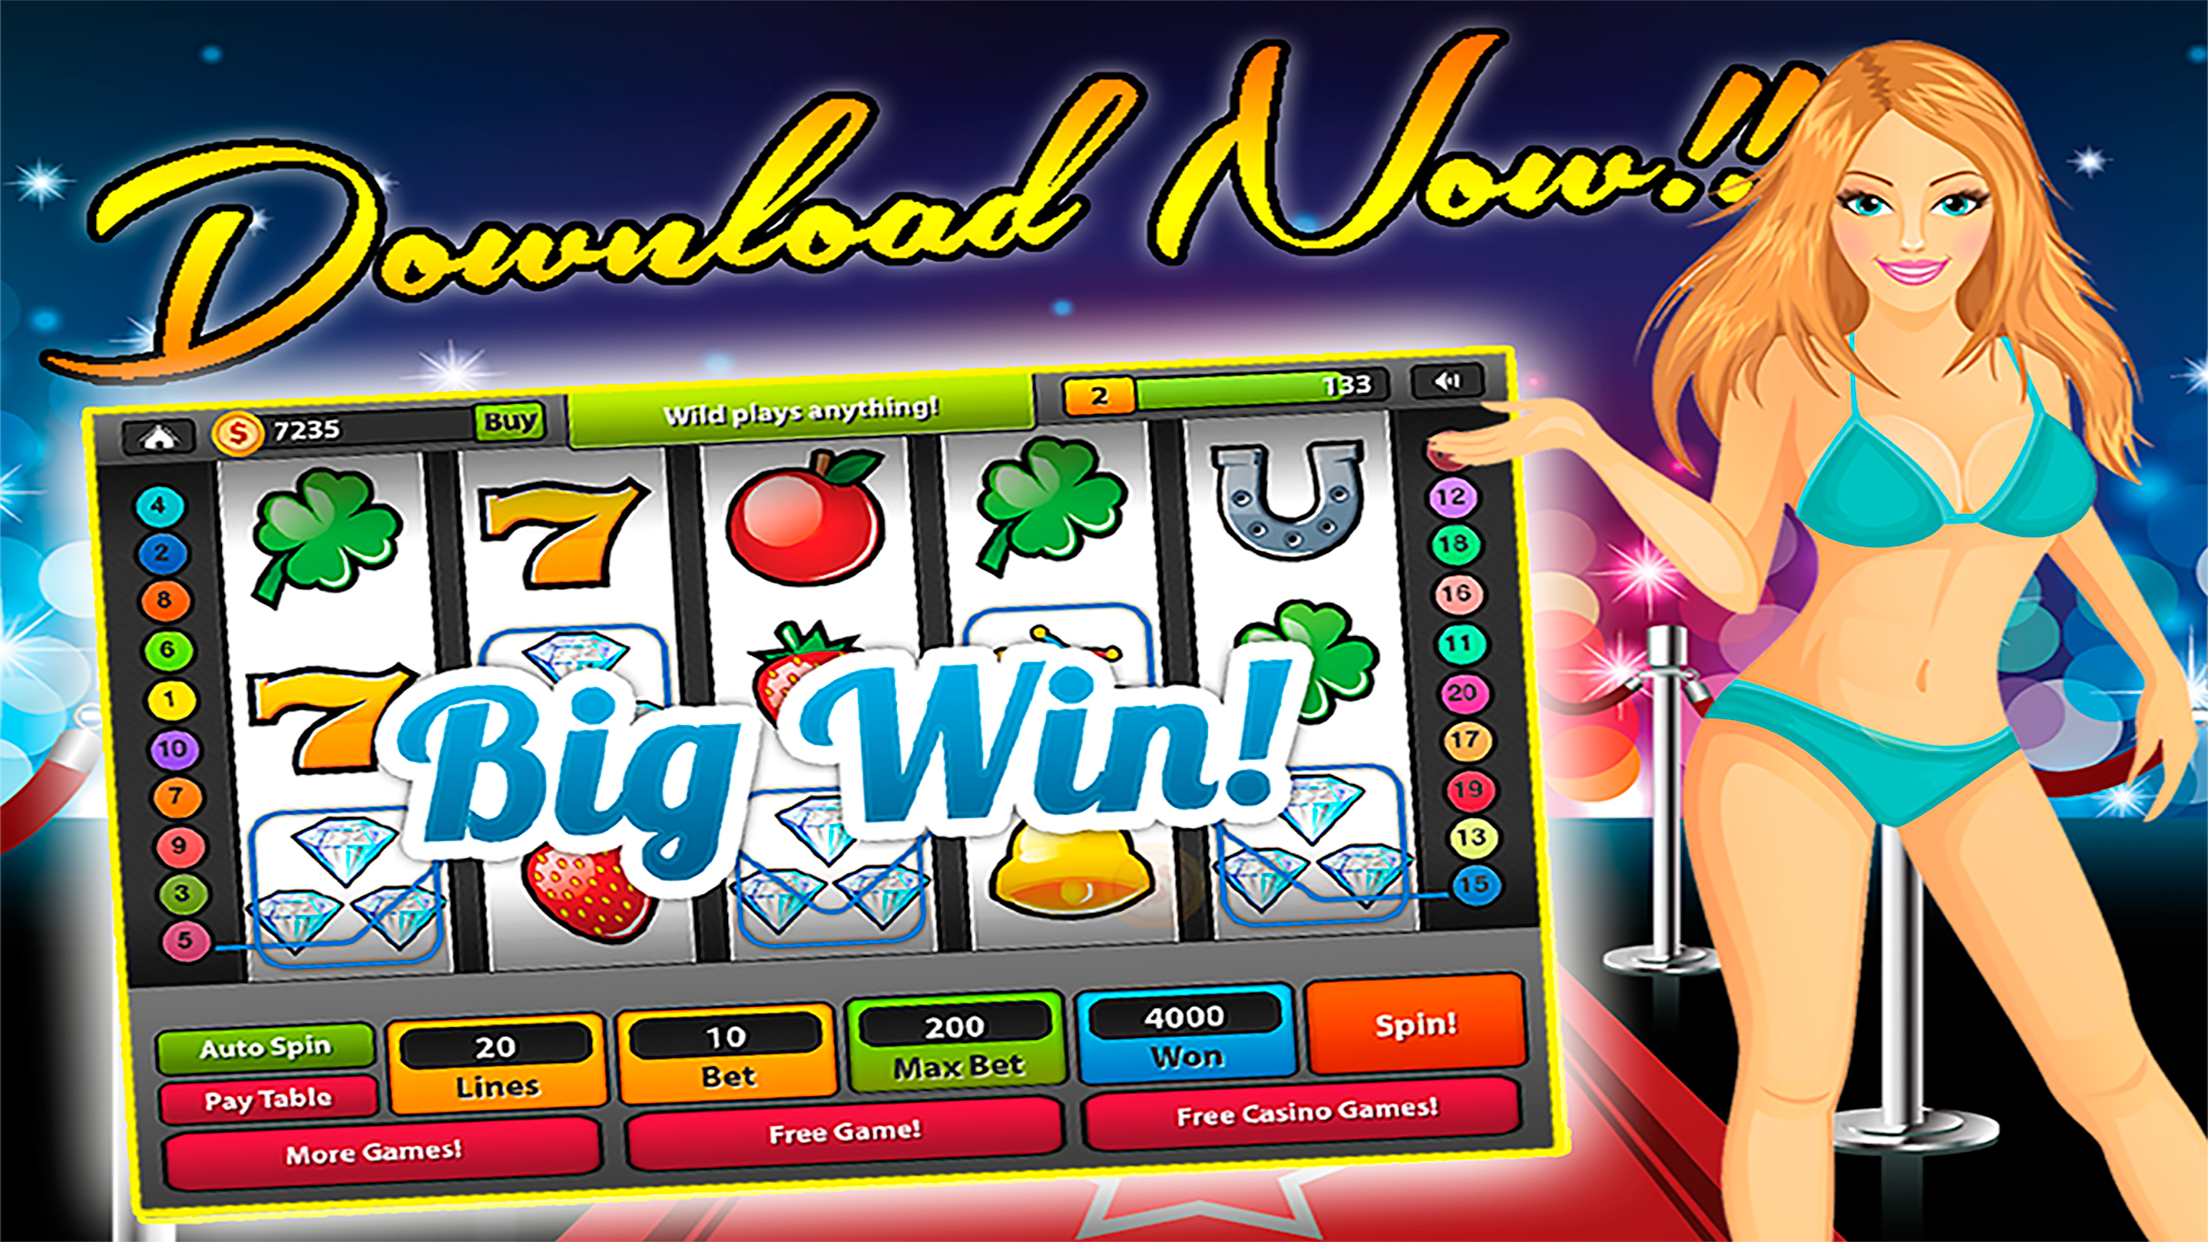 Download Now!!
$ 7235 Buy Wild plays anything! 2 133
4
2
8
6
1
10
7
9
3
5
12
18
16
11
20
17
19
13
15
Big Win!
Auto Spin
Pay Table
20
Lines
10
Bet
200
Max Bet
4000
Won
Spin!
More Games! Free Game! Free Casino Games!